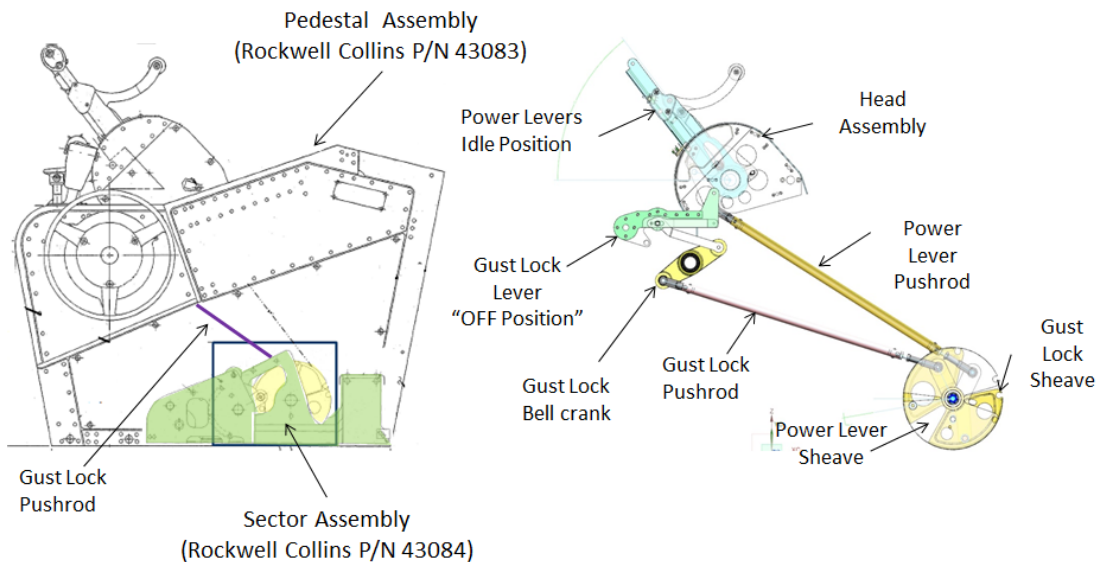 Pedestal Assembly
(Rockwell Collins P/N 43083)
Power Levers
Idle Position
Head
Assembly
Power
Lever
Pushrod
Gust Lock
Lever
“OFF Position”
Gust
Lock
Sheave
Gust Lock
Pushrod
Gust Lock
Bell crank
Power Lever
Sheave
Gust Lock
Pushrod
Sector Assembly
(Rockwell Collins P/N 43084)